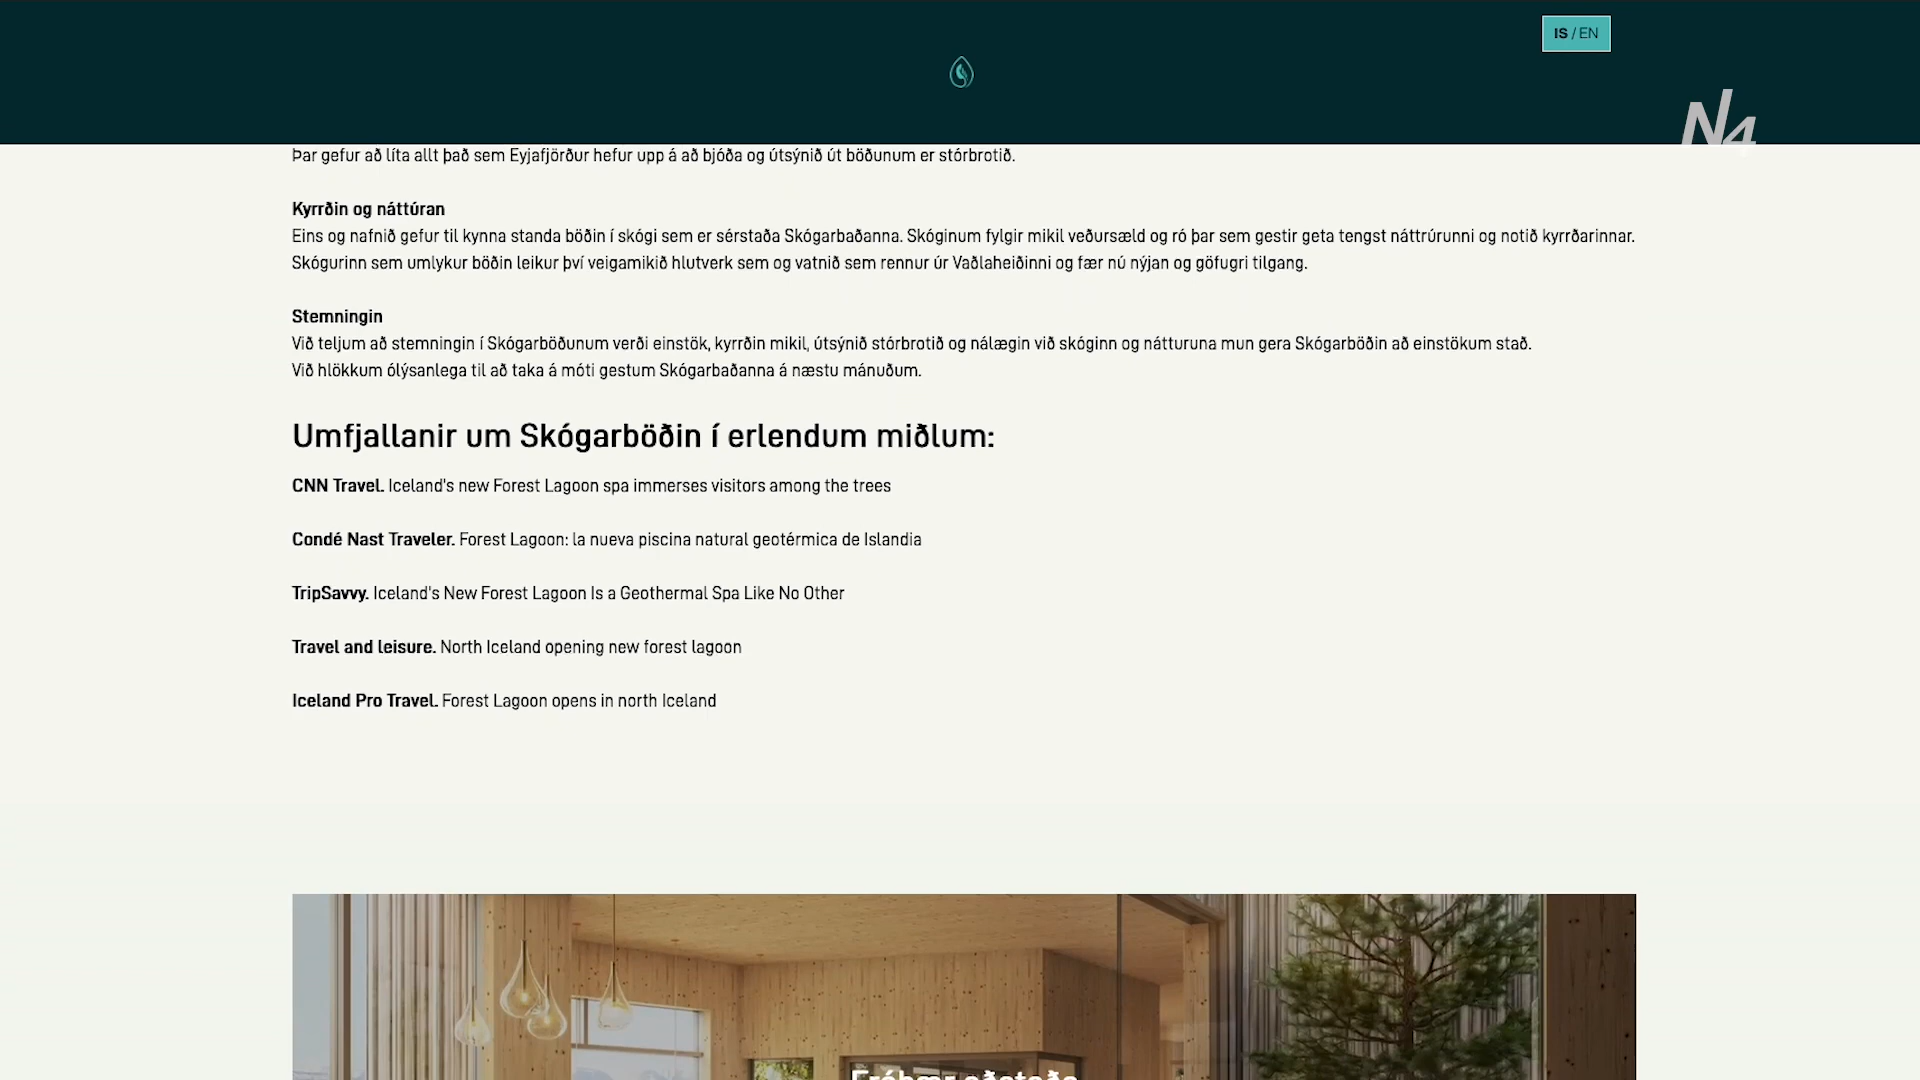 IS / EN
N4
Þar gefur að líta allt það sem Eyjafjörður hefur upp á að bjóða og útsýnið út böðunum er stórbrotið.
Kyrrðin og náttúran
Eins og nafnið gefur til kynna standa böðin í skógi sem er sérstaða Skógarbaðanna. Skóginum fylgir mikil veðursæld og ró þar sem gestir geta tengst náttrúrunni og notið kyrrðarinnar.
Skógurinn sem umlykur böðin leikur því veigamikið hlutverk sem og vatnið sem rennur úr Vaðlaheiðinni og fær nú nýjan og göfugri tilgang.
Stemningin
Við teljum að stemningin í Skógarböðunum verði einstök, kyrrðin mikil, útsýnið stórbrotið og nálægin við skóginn og nátturuna mun gera Skógarböðin að einstökum stað.
Við hlökkum ólýsanlega til að taka á móti gestum Skógarbaðanna á næstu mánuðum.
Umfjallanir um Skógarböðin í erlendum miðlum:
CNN Travel. Iceland's new Forest Lagoon spa immerses visitors among the trees
Condé Nast Traveler. Forest Lagoon: la nueva piscina natural geotérmica de Islandia
TripSavvy. Iceland's New Forest Lagoon Is a Geothermal Spa Like No Other
Travel and leisure. North Iceland opening new forest lagoon
Iceland Pro Travel. Forest Lagoon opens in north Iceland